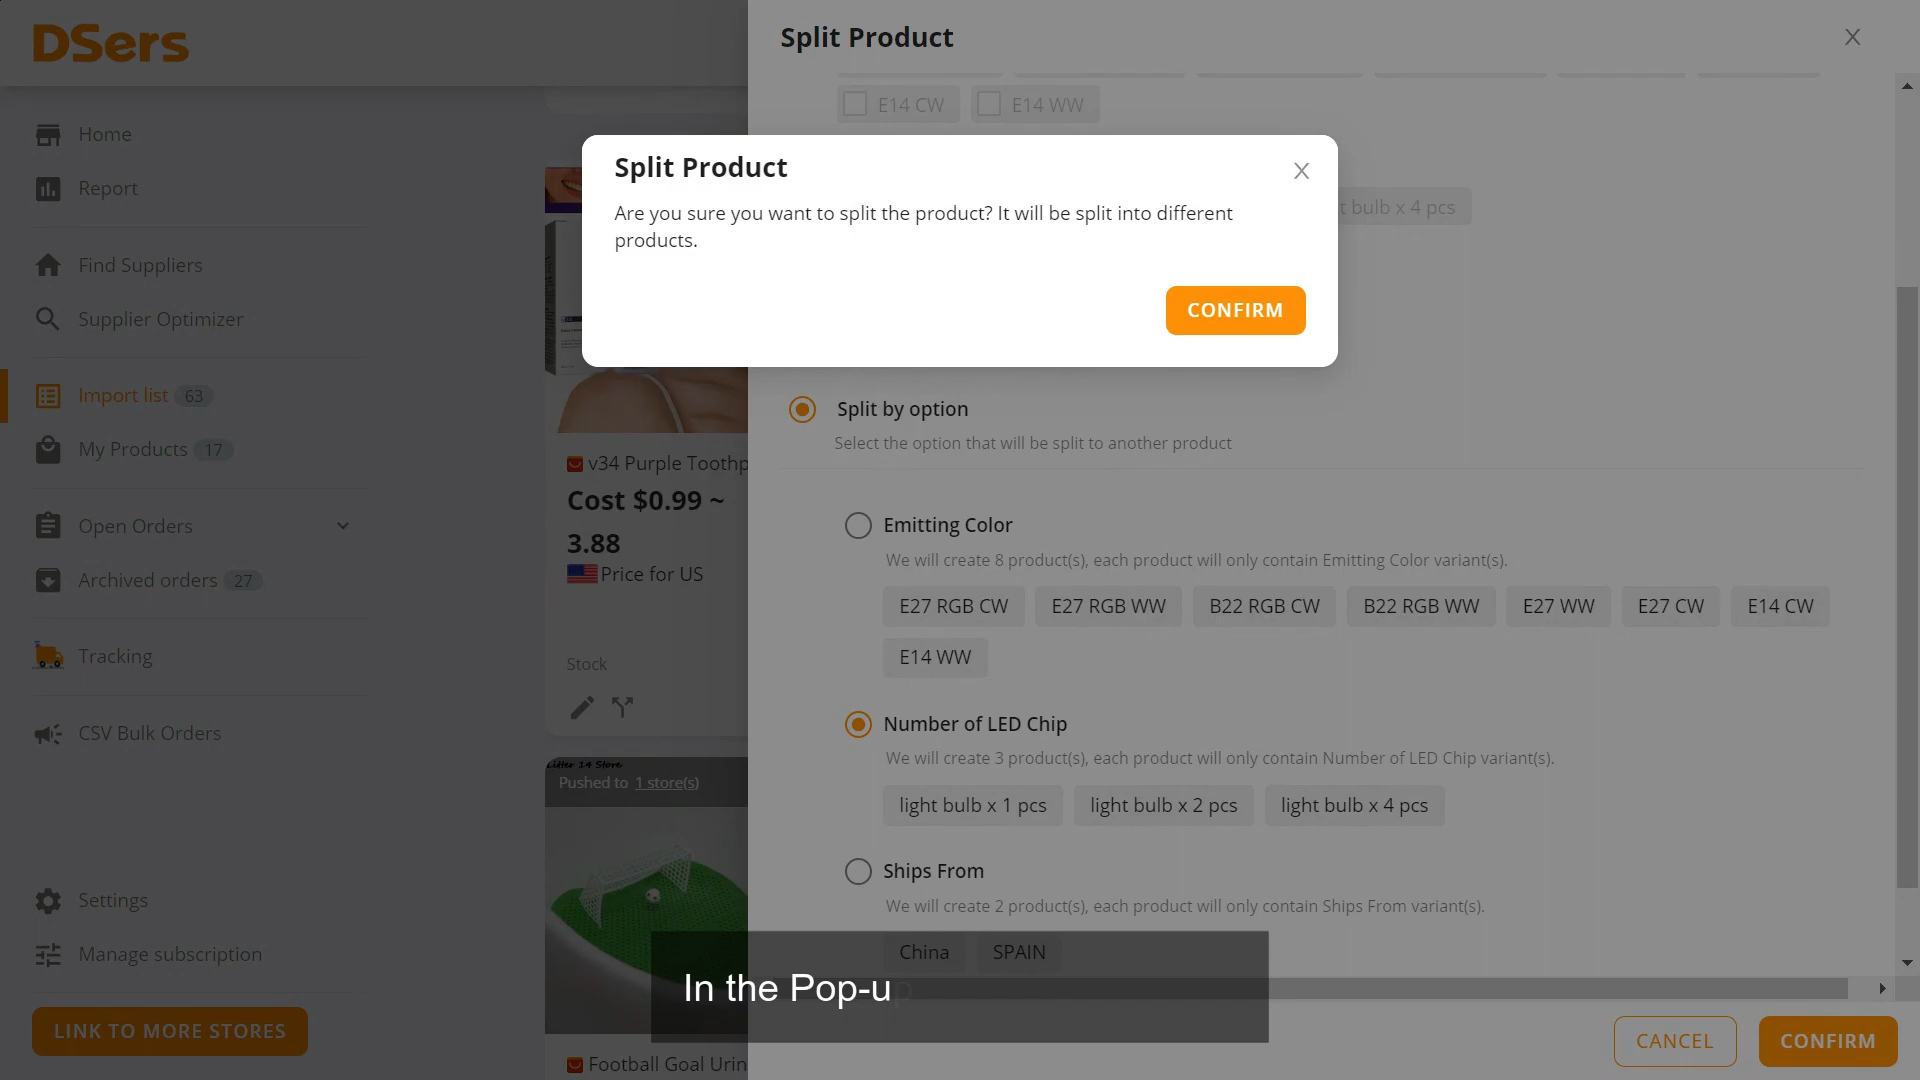 DSers
Home
Report
Find Suppliers
Supplier Optimizer
Import list 63
My Products 17
Open Orders
Archived orders 27
Tracking
CSV Bulk Orders
Settings
Manage subscription
LINK TO MORE STORES
v34 Purple Toothp
Cost $0.99 ~
3.88
Price for US
Stock
Pushed to 1 store(s)
Football Goal Urin
Split Product
E14 CW
E14 WW
t bulb x 4 pcs
Split Product
Are you sure you want to split the product? It will be split into different
products.
CONFIRM
Split by option
Select the option that will be split to another product
Emitting Color
We will create 8 product(s), each product will only contain Emitting Color variant(s).
E27 RGB CW
E27 RGB WW
B22 RGB CW
B22 RGB WW
E27 WW
E27 CW
E14 CW
E14 WW
Number of LED Chip
We will create 3 product(s), each product will only contain Number of LED Chip variant(s).
light bulb x 1 pcs
light bulb x 2 pcs
light bulb x 4 pcs
Ships From
We will create 2 product(s), each product will only contain Ships From variant(s).
China
SPAIN
In the Pop-up
CANCEL
CONFIRM